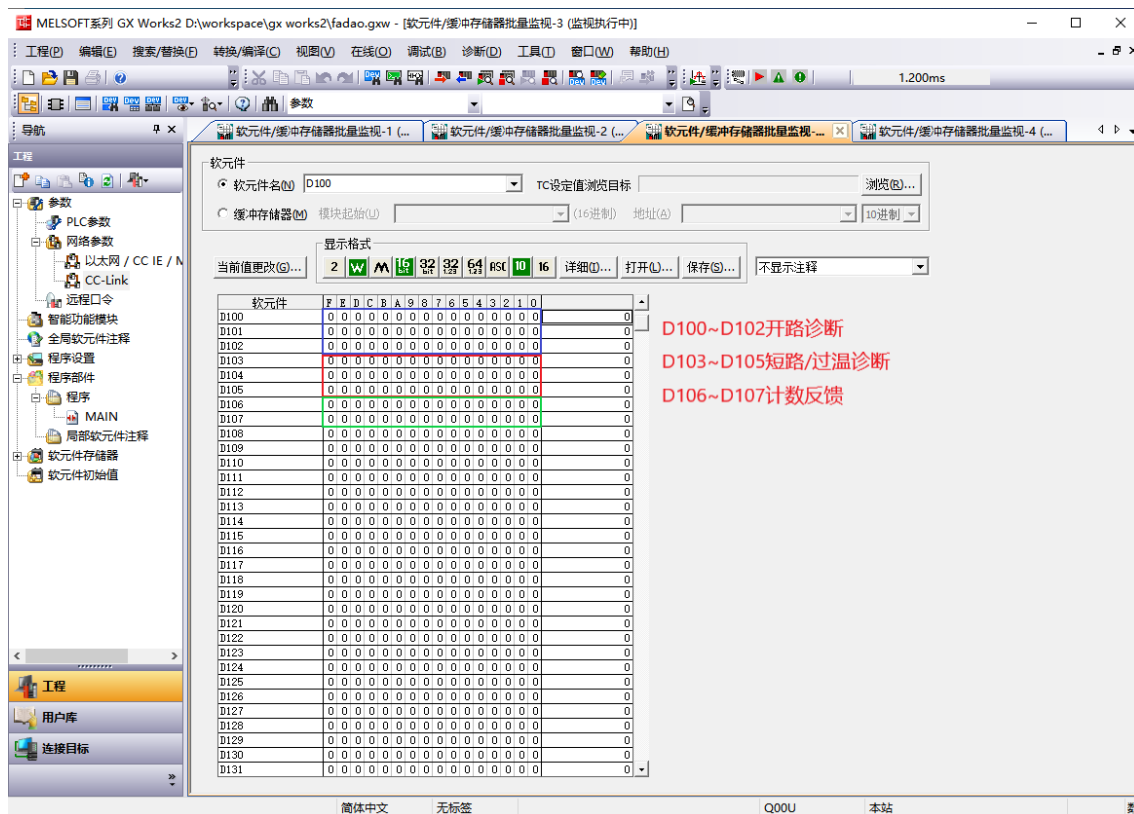 MELSOFT系列 GX Works2 D:\workspace\gx works2\fadao.gxw - [软元件/缓冲存储器批量监视-3 (监视执行中)]
工程(P) 编辑(E) 搜索/替换(F) 转换/编译(C) 视图(V) 在线(O) 调试(B) 诊断(D) 工具(T) 窗口(W) 帮助(H)
1.200ms
参数
导航
软元件/缓冲存储器批量监视-1 (... 软元件/缓冲存储器批量监视-2 (... 软元件/缓冲存储器批量监视-... 软元件/缓冲存储器批量监视-4 (...
工程
参数
PLC参数
网络参数
以太网 / CC IE / N
CC-Link
远程口令
智能功能模块
全局软元件注释
程序设置
程序部件
程序
MAIN
局部软元件注释
软元件存储器
软元件初始值
工程
用户库
连接目标
软元件
软元件名(N) D100 TC设定值浏览目标 浏览(R)...
缓冲存储器(M) 模块起始(U) (16进制) 地址(A) 10进制
显示格式
当前值更改(G)... 2 W M 16bit 32bit 32 1.23 64 1.23 ASC 10 16 详细(I)... 打开(L)... 保存(S)... 不显示注释
软元件 F E D C B A 9 8 7 6 5 4 3 2 1 0
D100 0 0 0 0 0 0 0 0 0 0 0 0 0 0 0 0 0
D101 0 0 0 0 0 0 0 0 0 0 0 0 0 0 0 0 0
D102 0 0 0 0 0 0 0 0 0 0 0 0 0 0 0 0 0
D103 0 0 0 0 0 0 0 0 0 0 0 0 0 0 0 0 0
D104 0 0 0 0 0 0 0 0 0 0 0 0 0 0 0 0 0
D105 0 0 0 0 0 0 0 0 0 0 0 0 0 0 0 0 0
D106 0 0 0 0 0 0 0 0 0 0 0 0 0 0 0 0 0
D107 0 0 0 0 0 0 0 0 0 0 0 0 0 0 0 0 0
D108 0 0 0 0 0 0 0 0 0 0 0 0 0 0 0 0 0
D109 0 0 0 0 0 0 0 0 0 0 0 0 0 0 0 0 0
D110 0 0 0 0 0 0 0 0 0 0 0 0 0 0 0 0 0
D111 0 0 0 0 0 0 0 0 0 0 0 0 0 0 0 0 0
D112 0 0 0 0 0 0 0 0 0 0 0 0 0 0 0 0 0
D113 0 0 0 0 0 0 0 0 0 0 0 0 0 0 0 0 0
D114 0 0 0 0 0 0 0 0 0 0 0 0 0 0 0 0 0
D115 0 0 0 0 0 0 0 0 0 0 0 0 0 0 0 0 0
D116 0 0 0 0 0 0 0 0 0 0 0 0 0 0 0 0 0
D117 0 0 0 0 0 0 0 0 0 0 0 0 0 0 0 0 0
D118 0 0 0 0 0 0 0 0 0 0 0 0 0 0 0 0 0
D119 0 0 0 0 0 0 0 0 0 0 0 0 0 0 0 0 0
D120 0 0 0 0 0 0 0 0 0 0 0 0 0 0 0 0 0
D121 0 0 0 0 0 0 0 0 0 0 0 0 0 0 0 0 0
D122 0 0 0 0 0 0 0 0 0 0 0 0 0 0 0 0 0
D123 0 0 0 0 0 0 0 0 0 0 0 0 0 0 0 0 0
D124 0 0 0 0 0 0 0 0 0 0 0 0 0 0 0 0 0
D125 0 0 0 0 0 0 0 0 0 0 0 0 0 0 0 0 0
D126 0 0 0 0 0 0 0 0 0 0 0 0 0 0 0 0 0
D127 0 0 0 0 0 0 0 0 0 0 0 0 0 0 0 0 0
D128 0 0 0 0 0 0 0 0 0 0 0 0 0 0 0 0 0
D129 0 0 0 0 0 0 0 0 0 0 0 0 0 0 0 0 0
D130 0 0 0 0 0 0 0 0 0 0 0 0 0 0 0 0 0
D131 0 0 0 0 0 0 0 0 0 0 0 0 0 0 0 0 0
D100~D102开路诊断
D103~D105短路/过温诊断
D106~D107计数反馈
简体中文 无标签 Q00U 本站